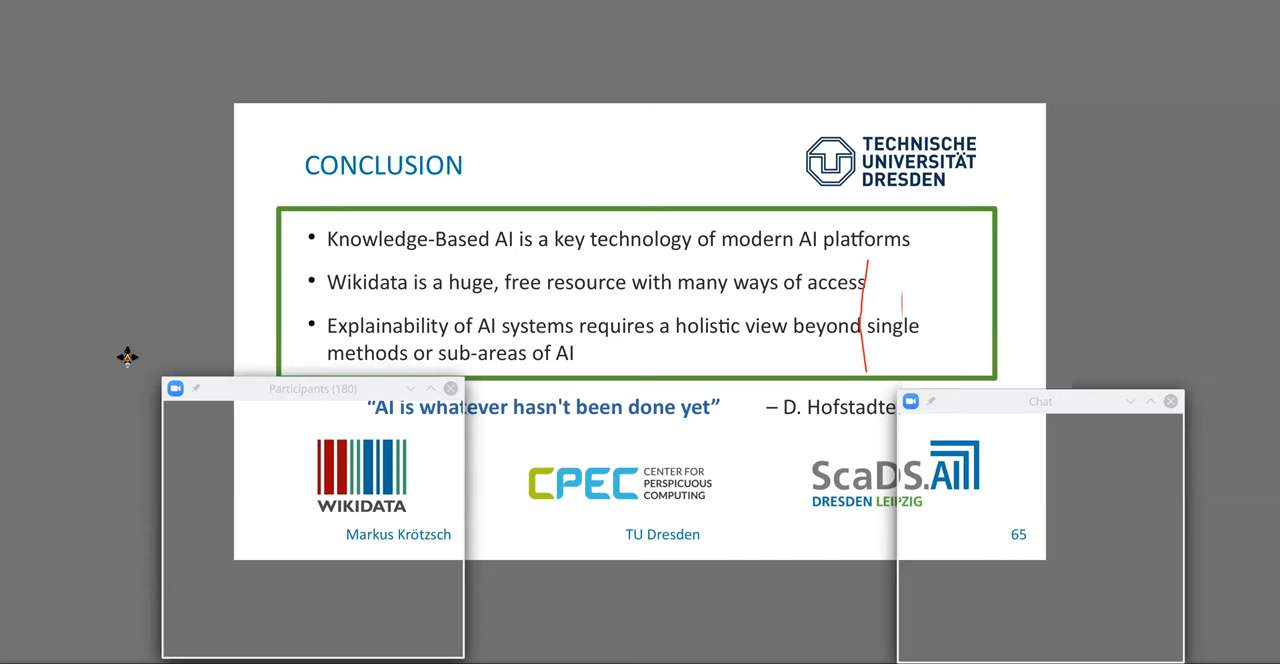 CONCLUSION
TECHNISCHE
UNIVERSITÄT
DRESDEN
• Knowledge-Based AI is a key technology of modern AI platforms
• Wikidata is a huge, free resource with many ways of access
• Explainability of AI systems requires a holistic view beyond single
methods or sub-areas of AI
Participants (180)
Chat
“AI is whatever hasn't been done yet” – D. Hofstadte
WIKIDATA
CPEC CENTER FOR
PERSPICUOUS
COMPUTING
ScaDS.AI
DRESDEN LEIPZIG
Markus Krötzsch TU Dresden 65